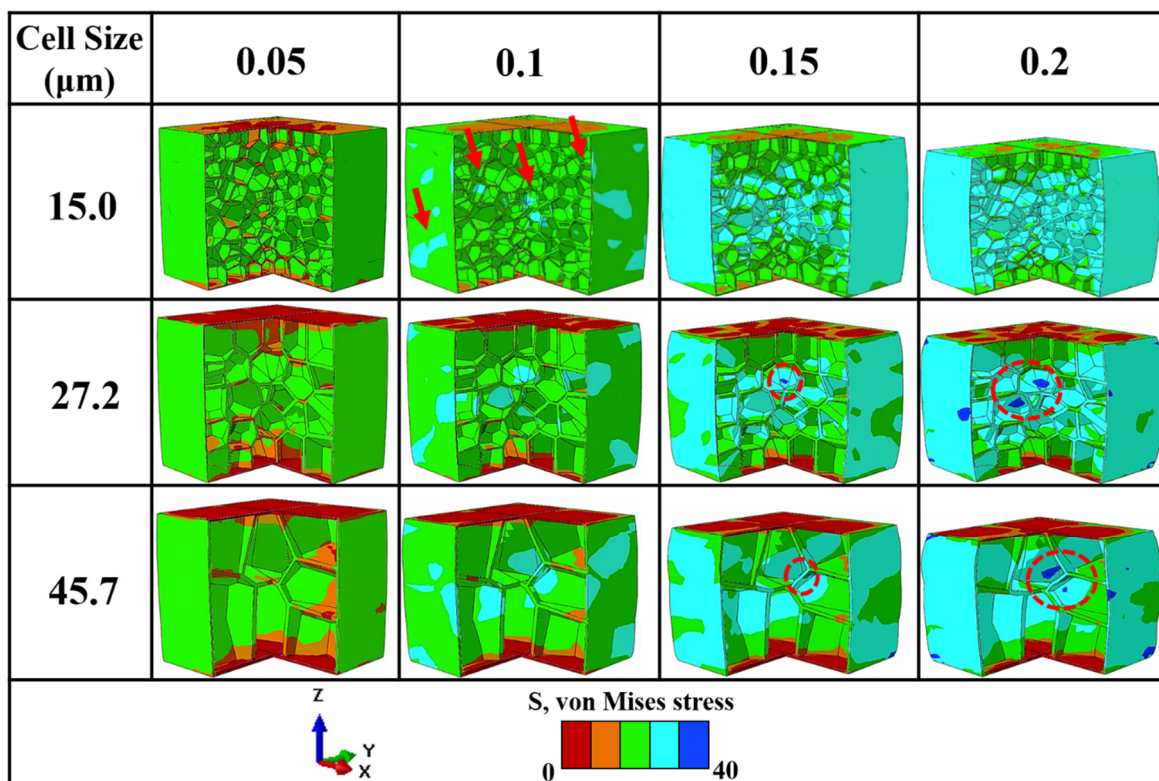 Cell Size
(µm)
0.05
0.1
0.15
0.2
15.0
27.2
45.7
Z
Y
X
S, von Mises stress
0
40